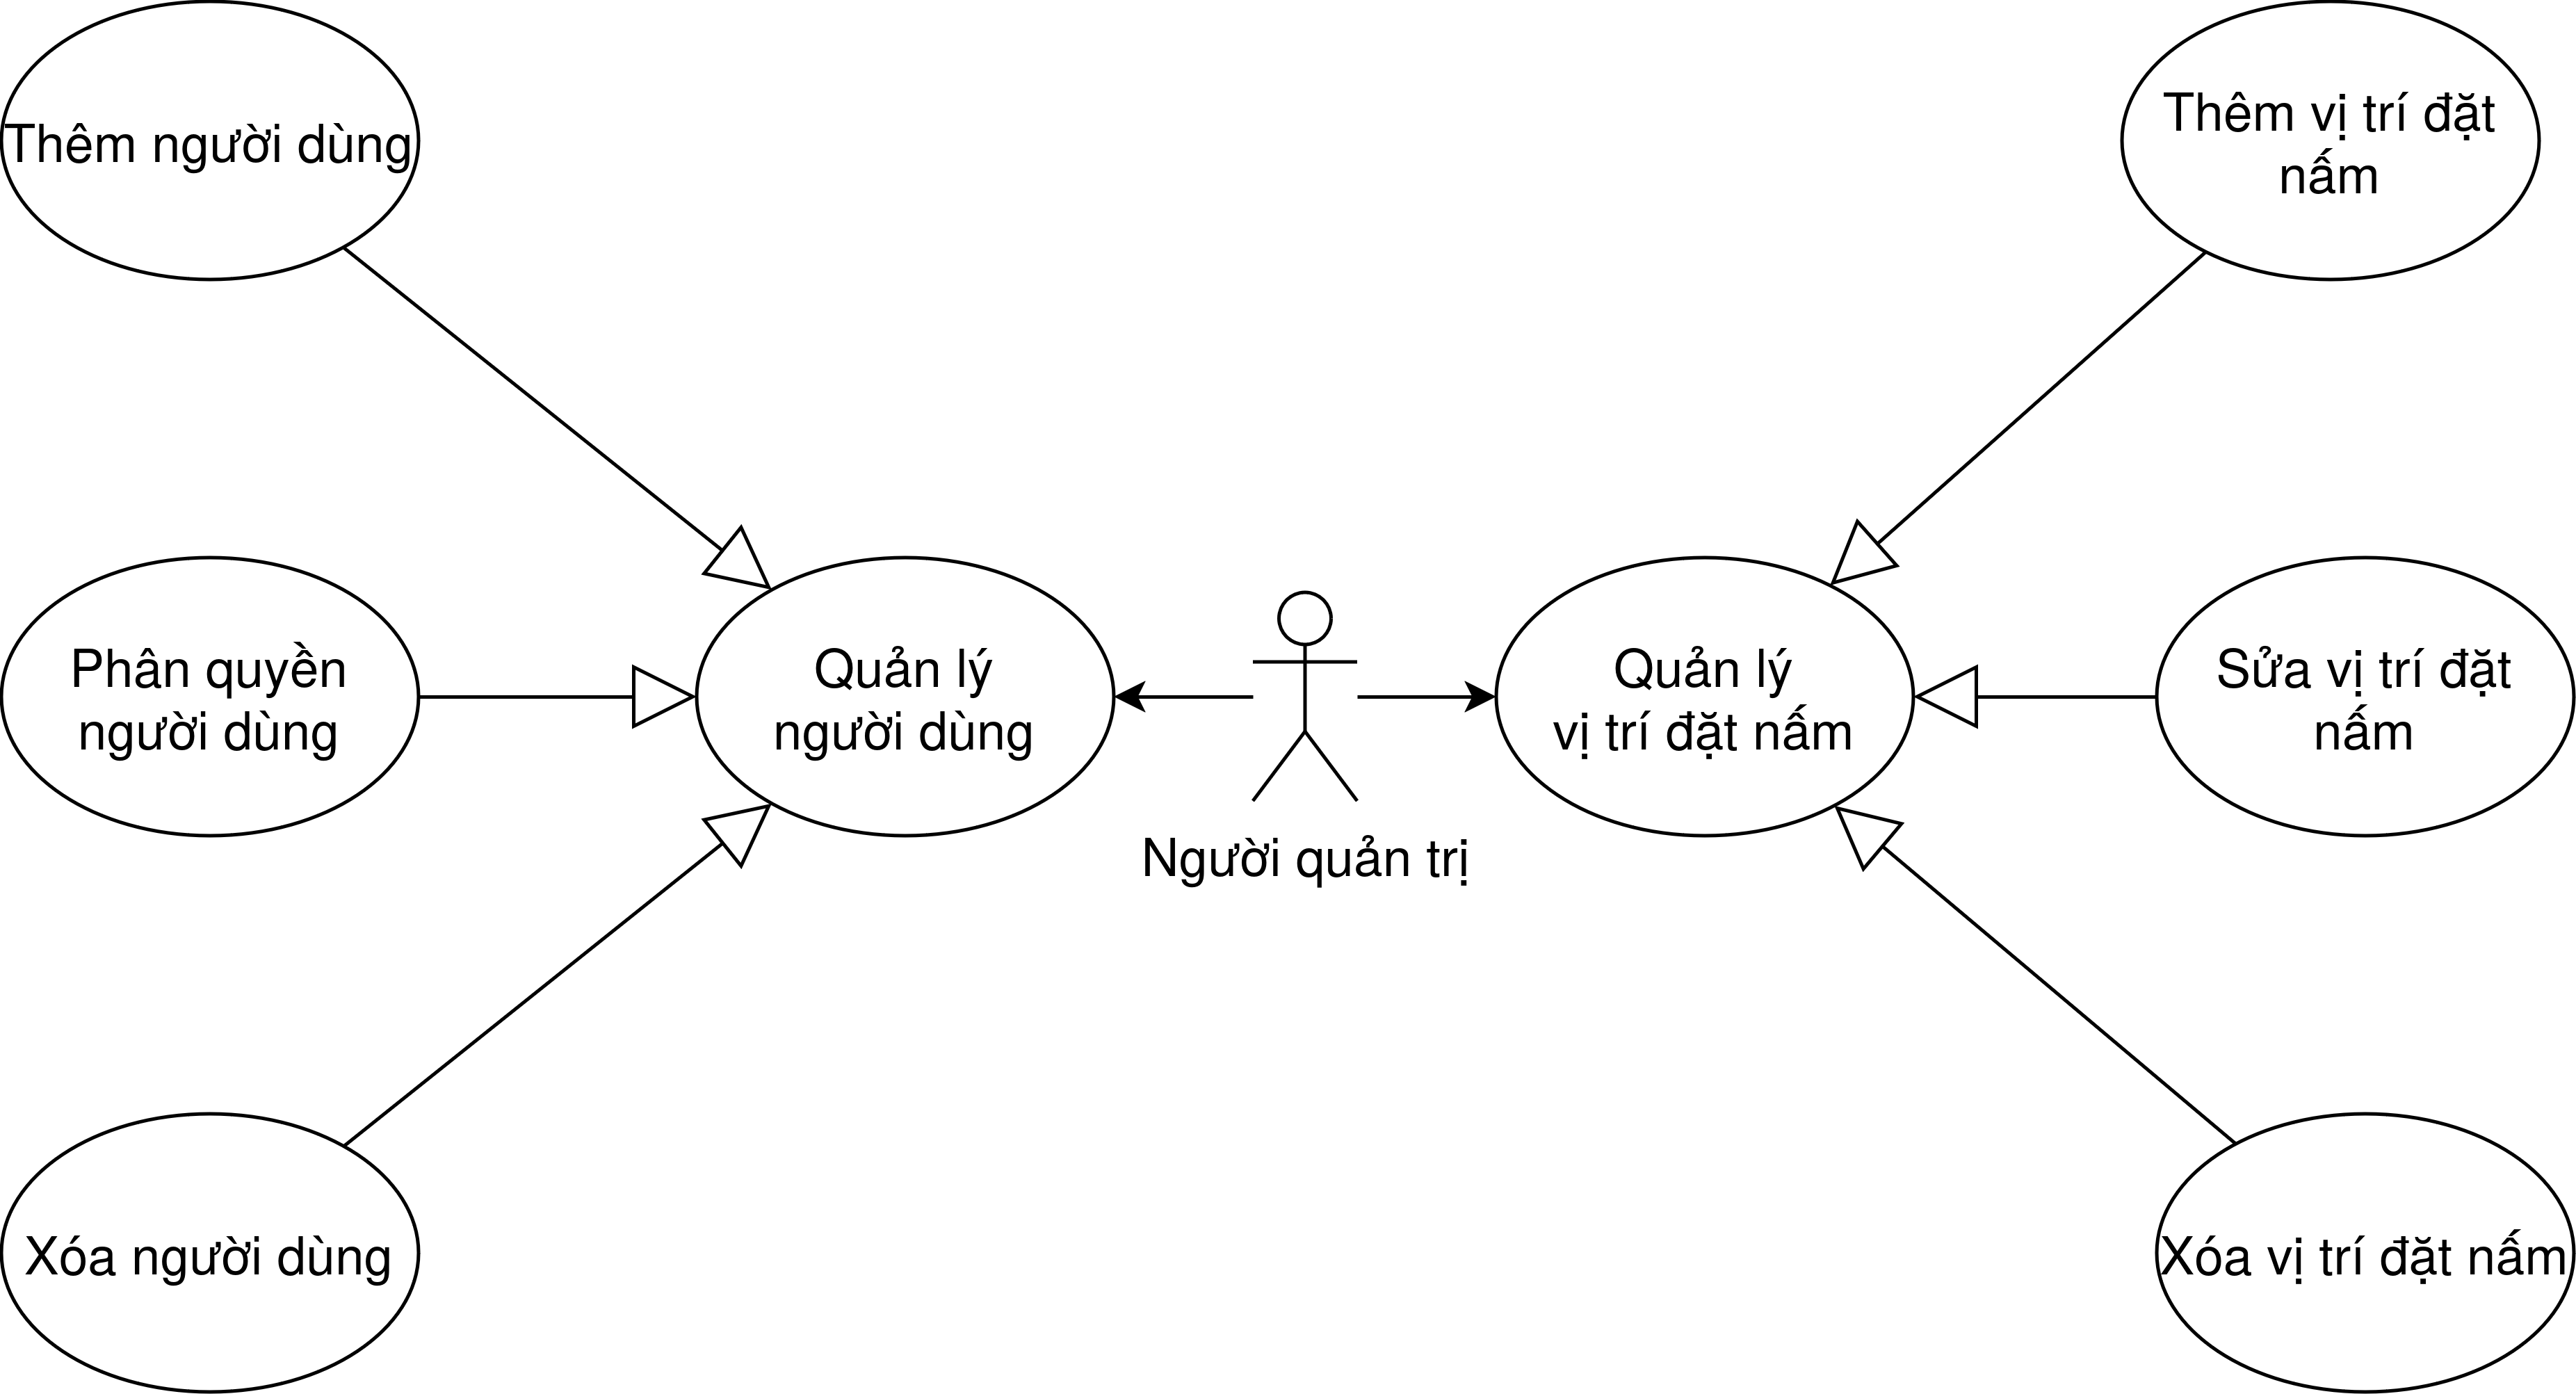 Thêm người dùng
Thêm vị trí đặt
nấm
Phân quyền
người dùng
Quản lý
người dùng
Người quản trị
Quản lý
vị trí đặt nấm
Sửa vị trí đặt
nấm
Xóa người dùng
Xóa vị trí đặt nấm